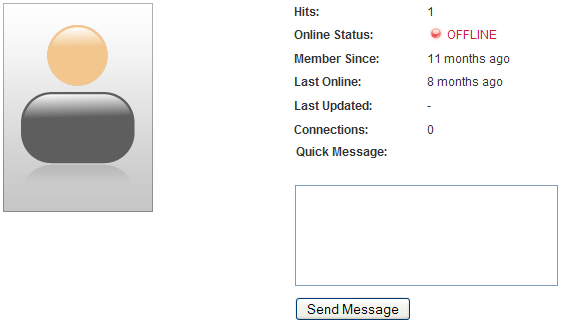 Hits: 1
Online Status: OFFLINE
Member Since: 11 months ago
Last Online: 8 months ago
Last Updated: -
Connections: 0
Quick Message:
Send Message